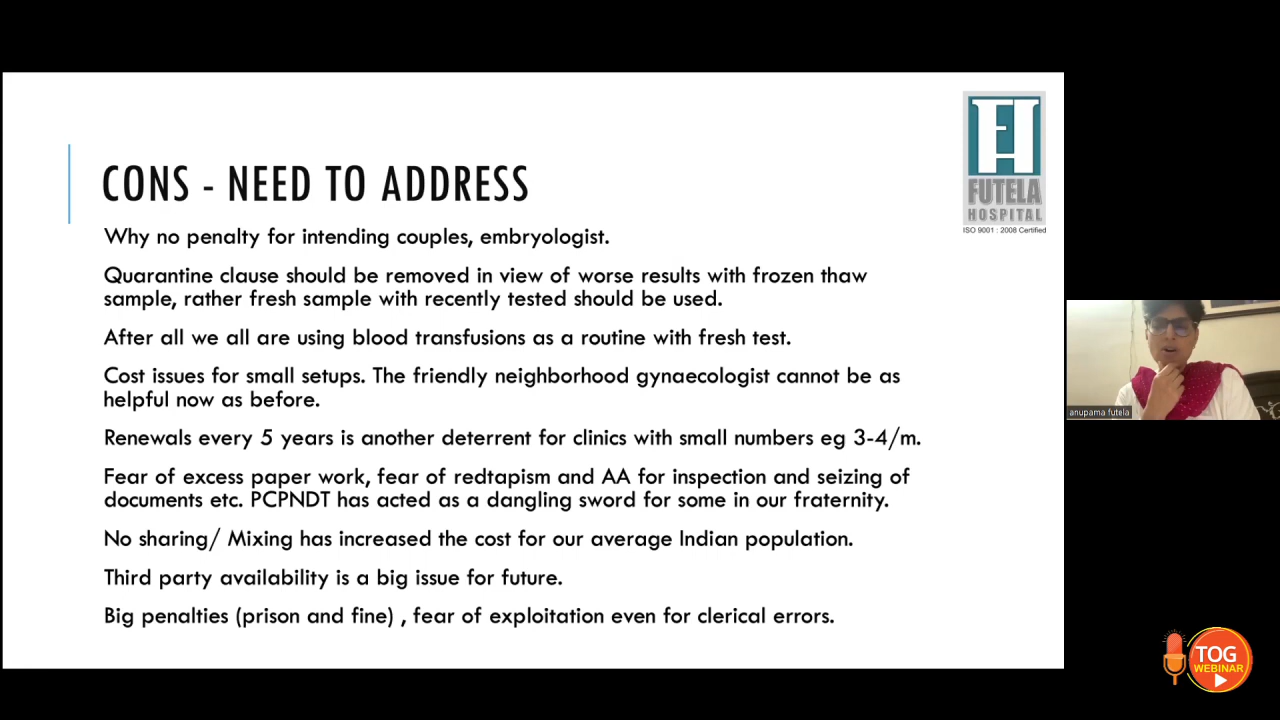 CONS - NEED TO ADDRESS
Why no penalty for intending couples, embryologist.
Quarantine clause should be removed in view of worse results with frozen thaw
sample, rather fresh sample with recently tested should be used.
After all we all are using blood transfusions as a routine with fresh test.
Cost issues for small setups. The friendly neighborhood gynaecologist cannot be as
helpful now as before.
Renewals every 5 years is another deterrent for clinics with small numbers eg 3-4/m.
Fear of excess paper work, fear of redtapism and AA for inspection and seizing of
documents etc. PCPNDT has acted as a dangling sword for some in our fraternity.
No sharing/ Mixing has increased the cost for our average Indian population.
Third party availability is a big issue for future.
Big penalties (prison and fine) , fear of exploitation even for clerical errors.
FH
FUTELA
HOSPITAL
ISO 9001 : 2008 Certified
anupama futela
TOG
WEBINAR